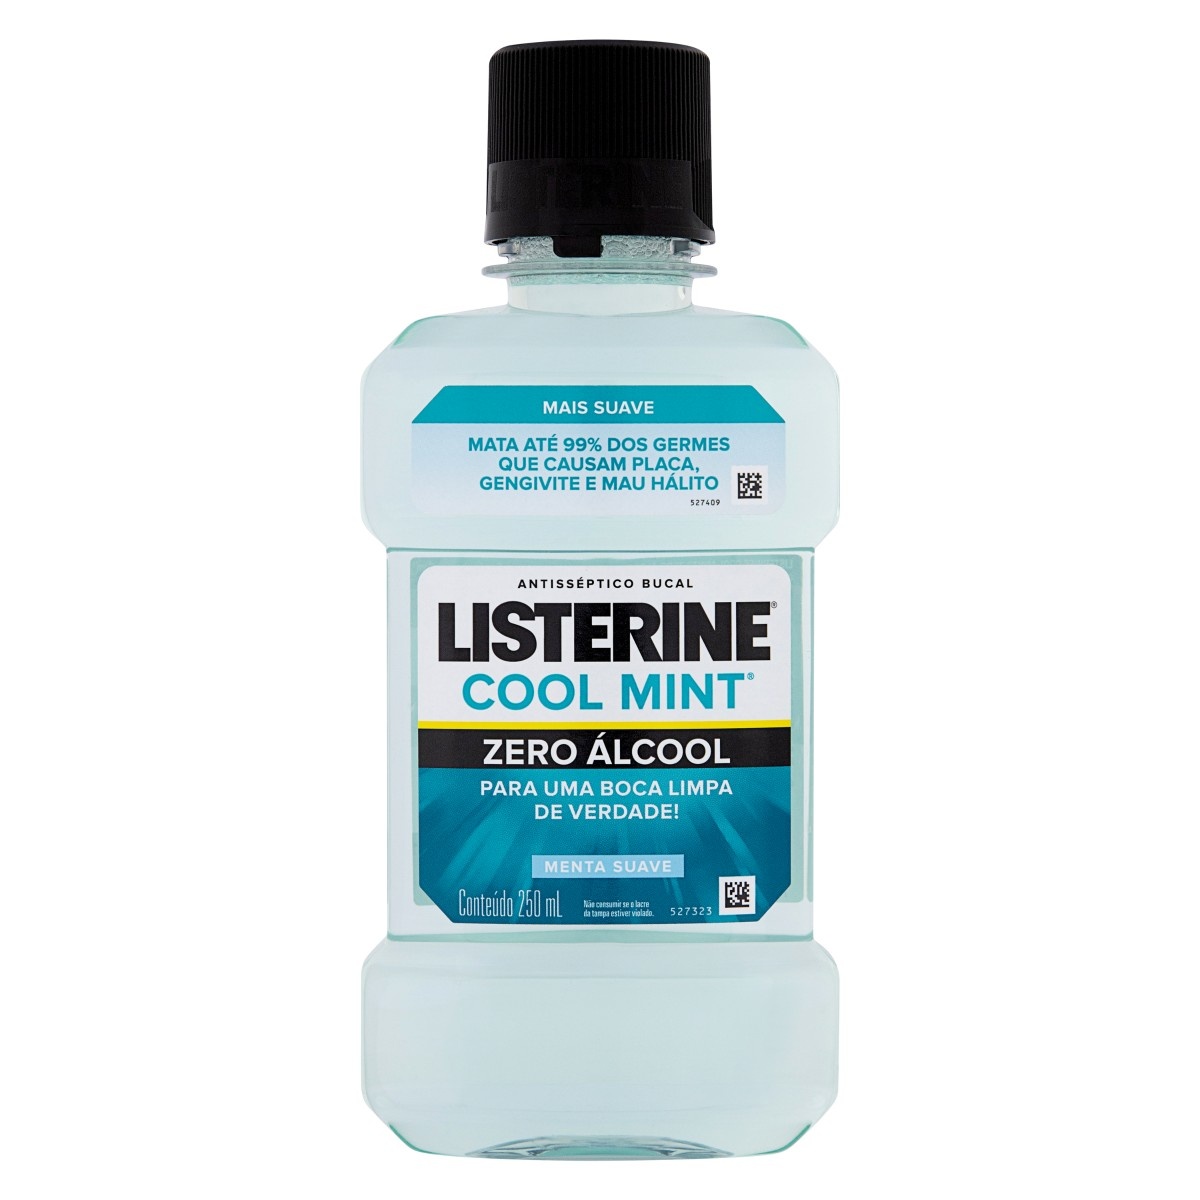 LISTERINE
MAIS SUAVE
MATA ATÉ 99% DOS GERMES
QUE CAUSAM PLACA,
GENGIVITE E MAU HÁLITO
527409
ANTISSÉPTICO BUCAL
LISTERINE®
COOL MINT®
ZERO ÁLCOOL
PARA UMA BOCA LIMPA
DE VERDADE!
MENTA SUAVE
Conteúdo 250 mL
Não consumir se o lacre
da tampa estiver violado.
527323